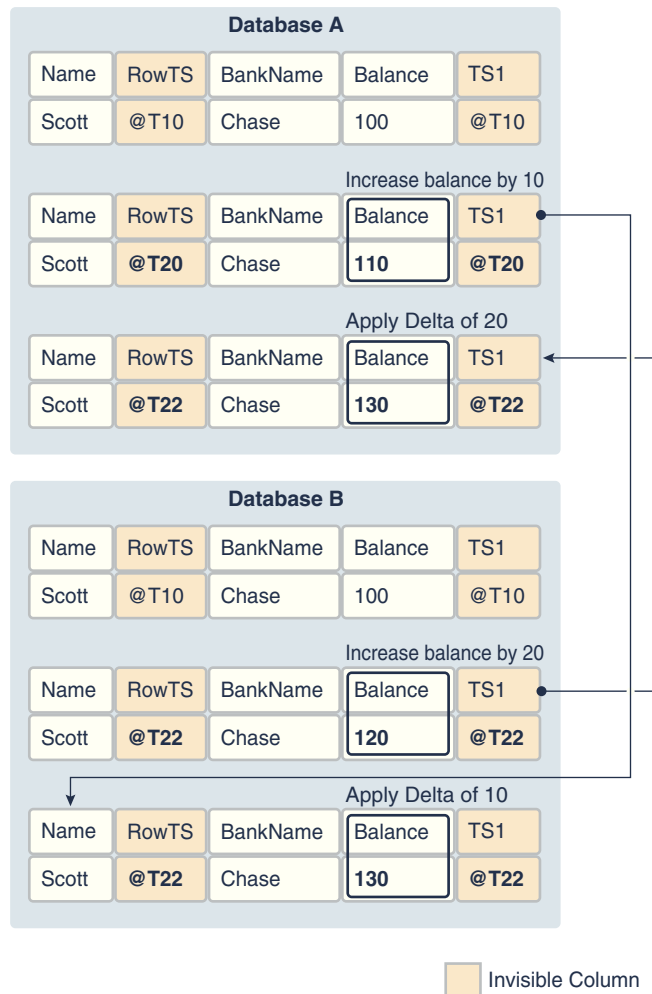 Database A
Name RowTS BankName Balance TS1
Scott @T10 Chase 100 @T10
Increase balance by 10
Name RowTS BankName Balance TS1
Scott @T20 Chase 110 @T20
Apply Delta of 20
Name RowTS BankName Balance TS1
Scott @T22 Chase 130 @T22
Database B
Name RowTS BankName Balance TS1
Scott @T10 Chase 100 @T10
Increase balance by 20
Name RowTS BankName Balance TS1
Scott @T22 Chase 120 @T22
Apply Delta of 10
Name RowTS BankName Balance TS1
Scott @T22 Chase 130 @T22
Invisible Column